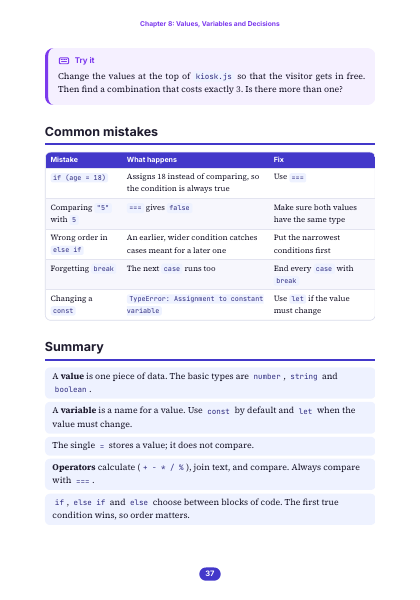 Chapter 8: Values, Variables and Decisions
Try it
Change the values at the top of kiosk.js so that the visitor gets in free.
Then find a combination that costs exactly 3. Is there more than one?
Common mistakes
Mistake What happens Fix
if (age = 18) Assigns 18 instead of comparing, so Use ===
the condition is always true
Comparing "5" === gives false Make sure both values
with 5 have the same type
Wrong order in An earlier, wider condition catches Put the narrowest
else if cases meant for a later one conditions first
Forgetting break The next case runs too End every case with
break
Changing a TypeError: Assignment to constant Use let if the value
const variable must change
Summary
A value is one piece of data. The basic types are number, string and
boolean.
A variable is a name for a value. Use const by default and let when the
value must change.
The single = stores a value; it does not compare.
Operators calculate (+ - * / %), join text, and compare. Always compare
with ===.
if, else if and else choose between blocks of code. The first true
condition wins, so order matters.
37